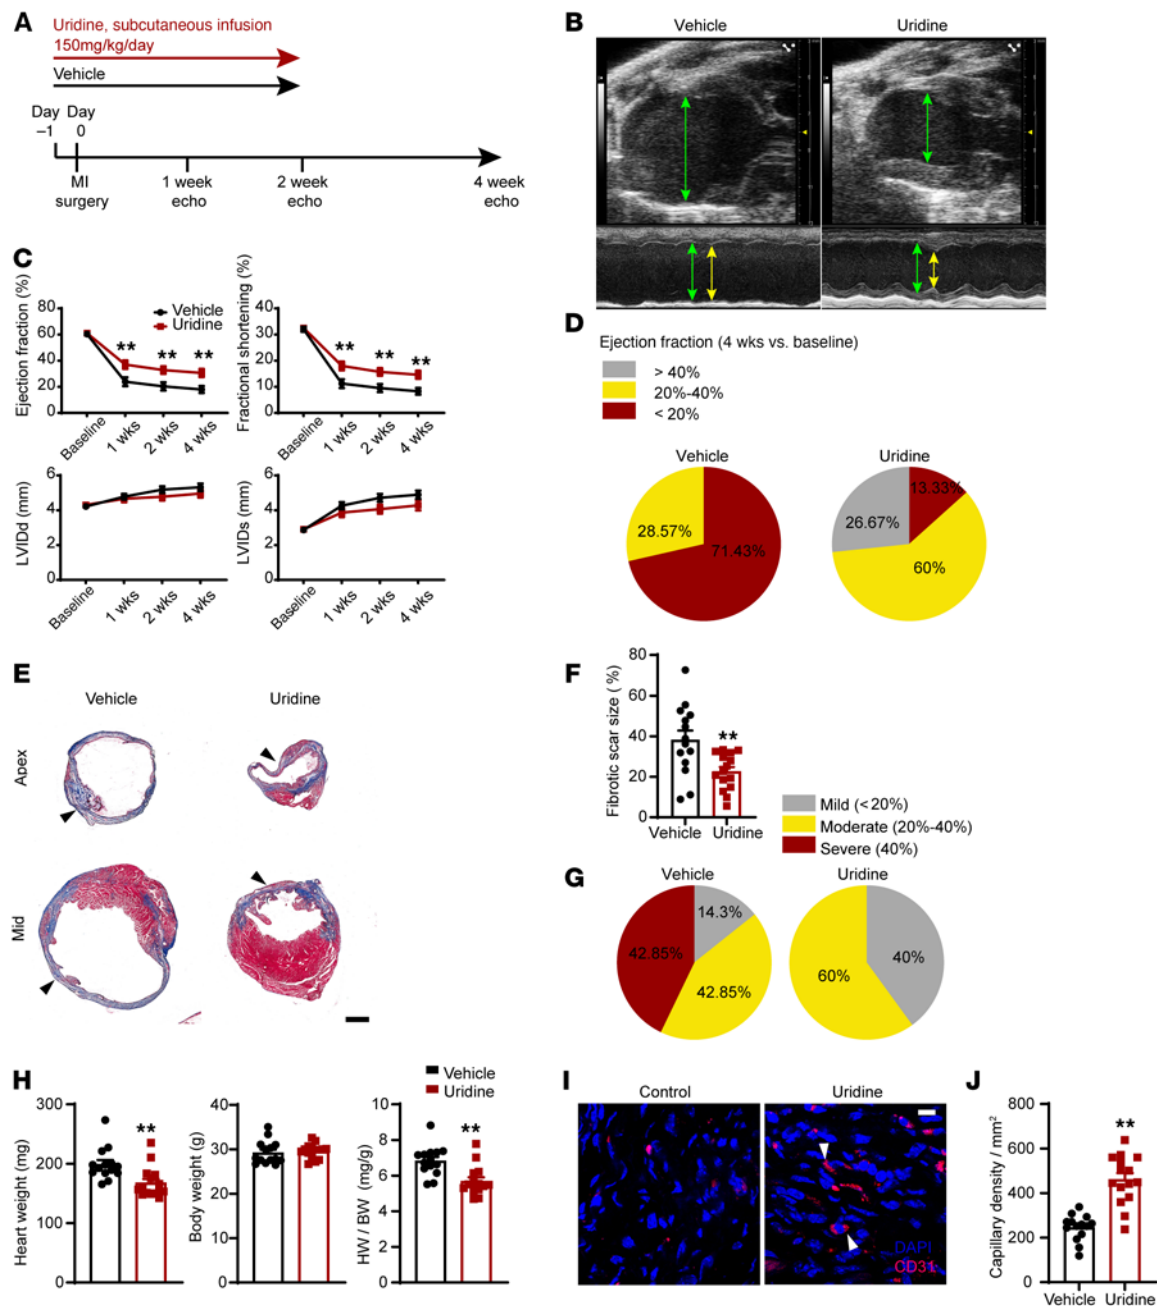 A
Uridine, subcutaneous infusion
150mg/kg/day
Vehicle
Day Day
–1 0
MI surgery
1 week echo
2 week echo
4 week echo
B
Vehicle Uridine
C
Ejection fraction (%)
80
60
40
20
0
Vehicle
Uridine
** ** **
Baseline 1 wks 2 wks 4 wks
Fractional shortening (%)
40
30
20
10
0
** ** **
Baseline 1 wks 2 wks 4 wks
LVIDd (mm)
6
4
2
0
Baseline 1 wks 2 wks 4 wks
LVIDs (mm)
6
4
2
0
Baseline 1 wks 2 wks 4 wks
D
Ejection fraction (4 wks vs. baseline)
> 40%
20%-40%
< 20%
Vehicle Uridine
28.57%
71.43%
26.67%
13.33%
60%
E
Vehicle Uridine
Apex
Mid
F
Fibrotic scar size ( %)
80
60
40
20
0
**
Vehicle Uridine
Mild (<20%)
Moderate (20%-40%)
Severe (40%)
G
Vehicle Uridine
14.3%
42.85%
42.85%
60%
40%
H
Vehicle
Uridine
Heart weight (mg)
300
200
100
0
**
Body weight (g)
40
30
20
10
0
HW / BW (mg/g)
10
8
6
4
2
0
**
I
Control Uridine
DAPI
CD31
J
Capillary density / mm2
800
600
400
200
0
**
Vehicle Uridine